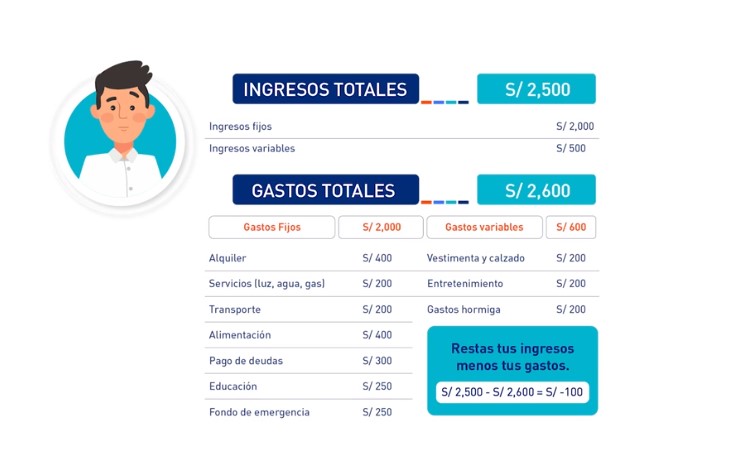 INGRESOS TOTALES S/ 2,500
Ingresos fijos S/ 2,000
Ingresos variables S/ 500
GASTOS TOTALES S/ 2,600
Gastos Fijos S/ 2,000 Gastos variables S/ 600
Alquiler S/ 400 Vestimenta y calzado S/ 200
Servicios (luz, agua, gas) S/ 200 Entretenimiento S/ 200
Transporte S/ 200 Gastos hormiga S/ 200
Alimentación S/ 400
Pago de deudas S/ 300
Educación S/ 250
Fondo de emergencia S/ 250
Restas tus ingresos
menos tus gastos.
S/ 2,500 - S/ 2,600 = S/ -100